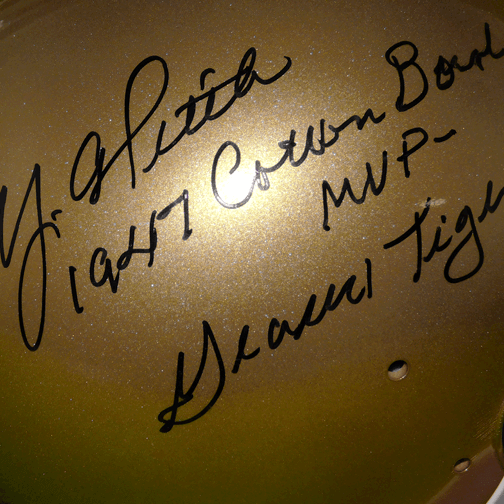 Y. A. Tittle
1947 Cotton Bowl
MVP-
Geaux! Tige